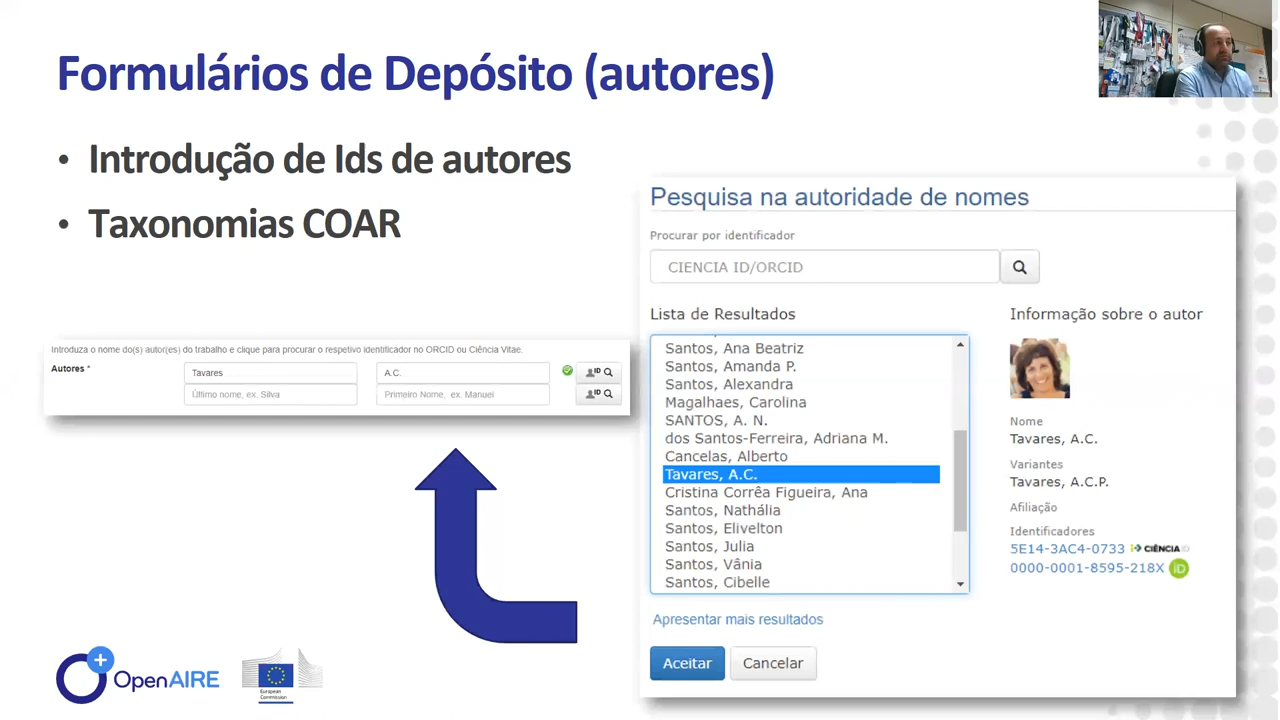 Formulários de Depósito (autores)
• Introdução de Ids de autores
• Taxonomias COAR
Introduza o nome do(s) autor(es) do trabalho e clique para procurar o respetivo identificador no ORCID ou Ciência Vitae.
Autores *
Tavares
A.C.
ID
Último nome, ex. Silva
Primeiro Nome, ex. Manuel
ID
Pesquisa na autoridade de nomes
Procurar por identificador
CIENCIA ID/ORCID
Lista de Resultados
Santos, Ana Beatriz
Santos, Amanda P.
Santos, Alexandra
Magalhaes, Carolina
SANTOS, A. N.
dos Santos-Ferreira, Adriana M.
Cancelas, Alberto
Tavares, A.C.
Cristina Corrêa Figueira, Ana
Santos, Nathália
Santos, Elivelton
Santos, Julia
Santos, Vânia
Santos, Cibelle
Apresentar mais resultados
Aceitar
Cancelar
Informação sobre o autor
Nome
Tavares, A.C.
Variantes
Tavares, A.C.P.
Afiliação
Identificadores
5E14-3AC4-0733 CIÊNCIA ID
0000-0001-8595-218X iD
OpenAIRE
European
Commission